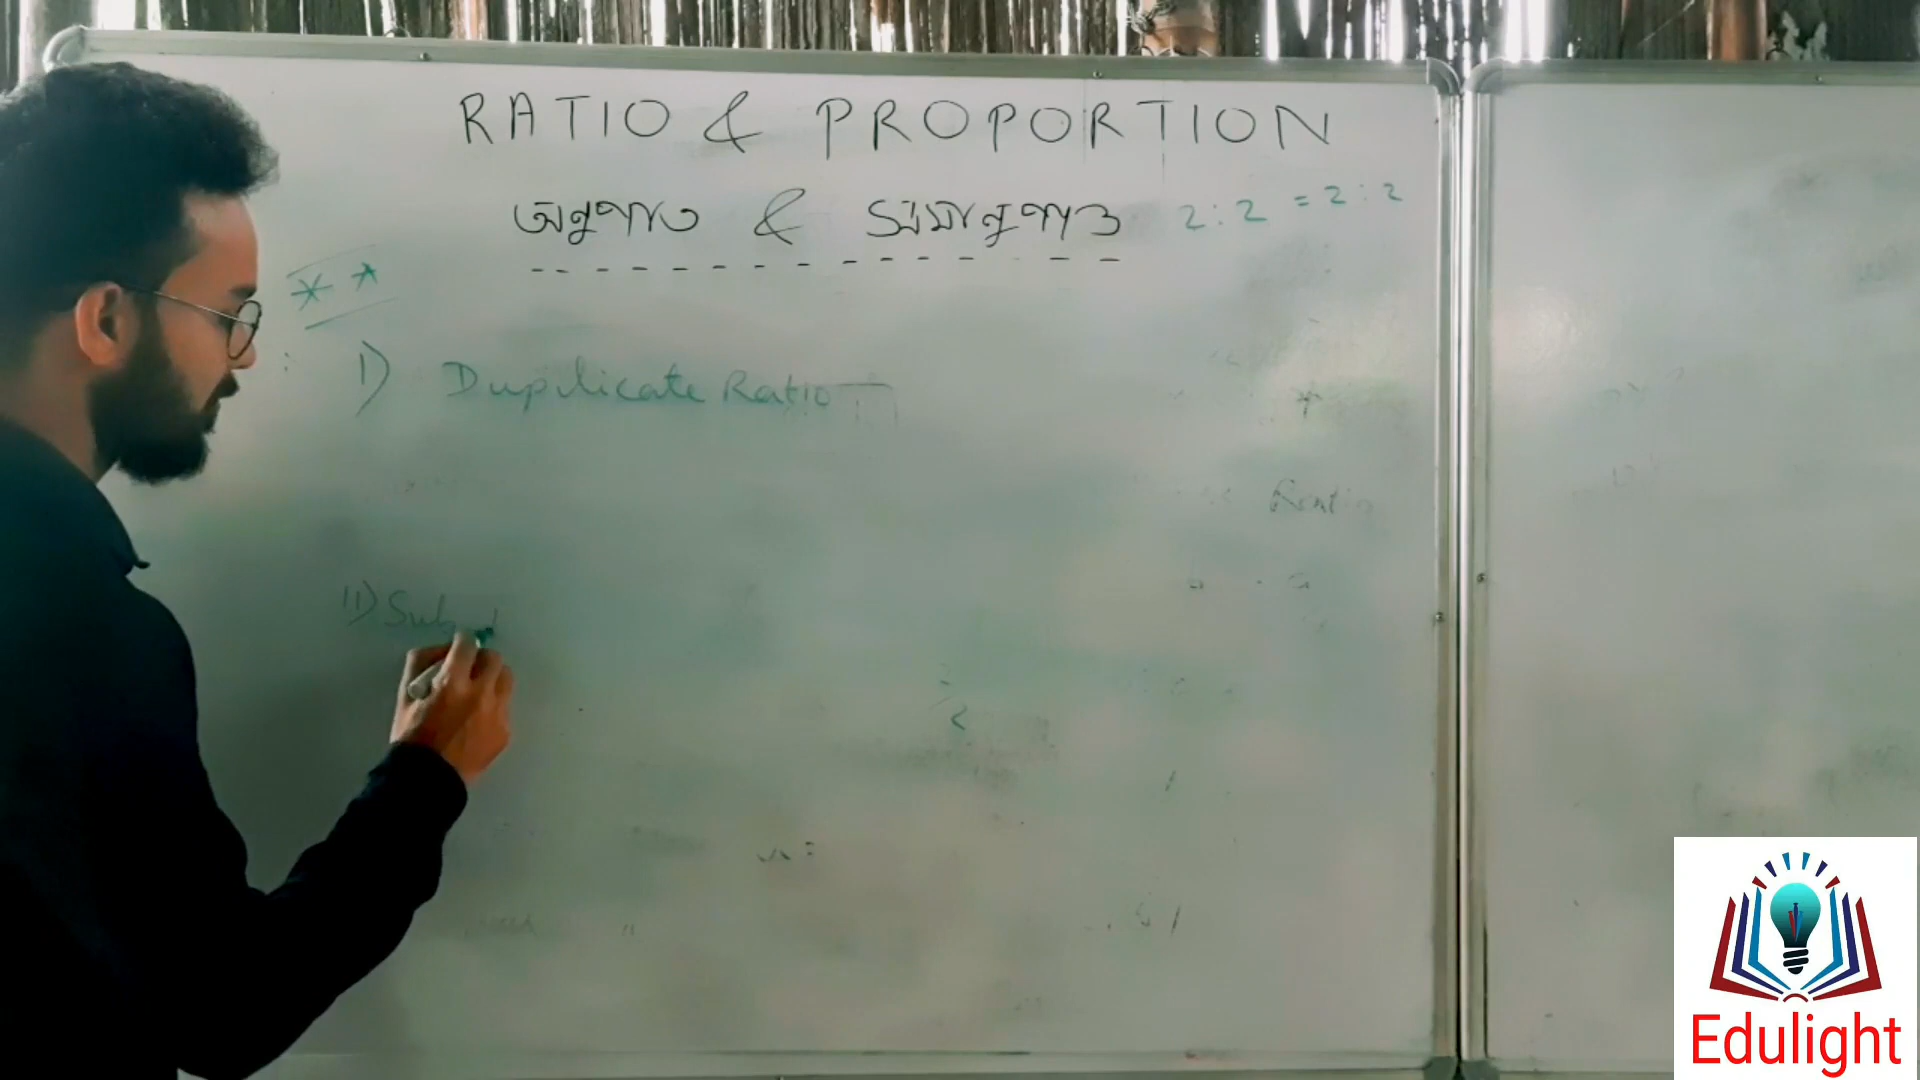 RATIO & PROPORTION
অনুপাত & সমানুপাত
2:2 = 2:2
I) Duplicate Ratio
II) Sub
Edulight